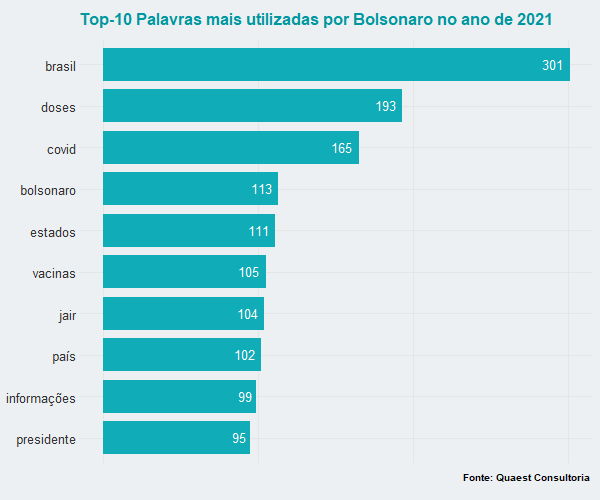 Top-10 Palavras mais utilizadas por Bolsonaro no ano de 2021
brasil 301
doses 193
covid 165
bolsonaro 113
estados 111
vacinas 105
jair 104
país 102
informações 99
presidente 95
Fonte: Quaest Consultoria